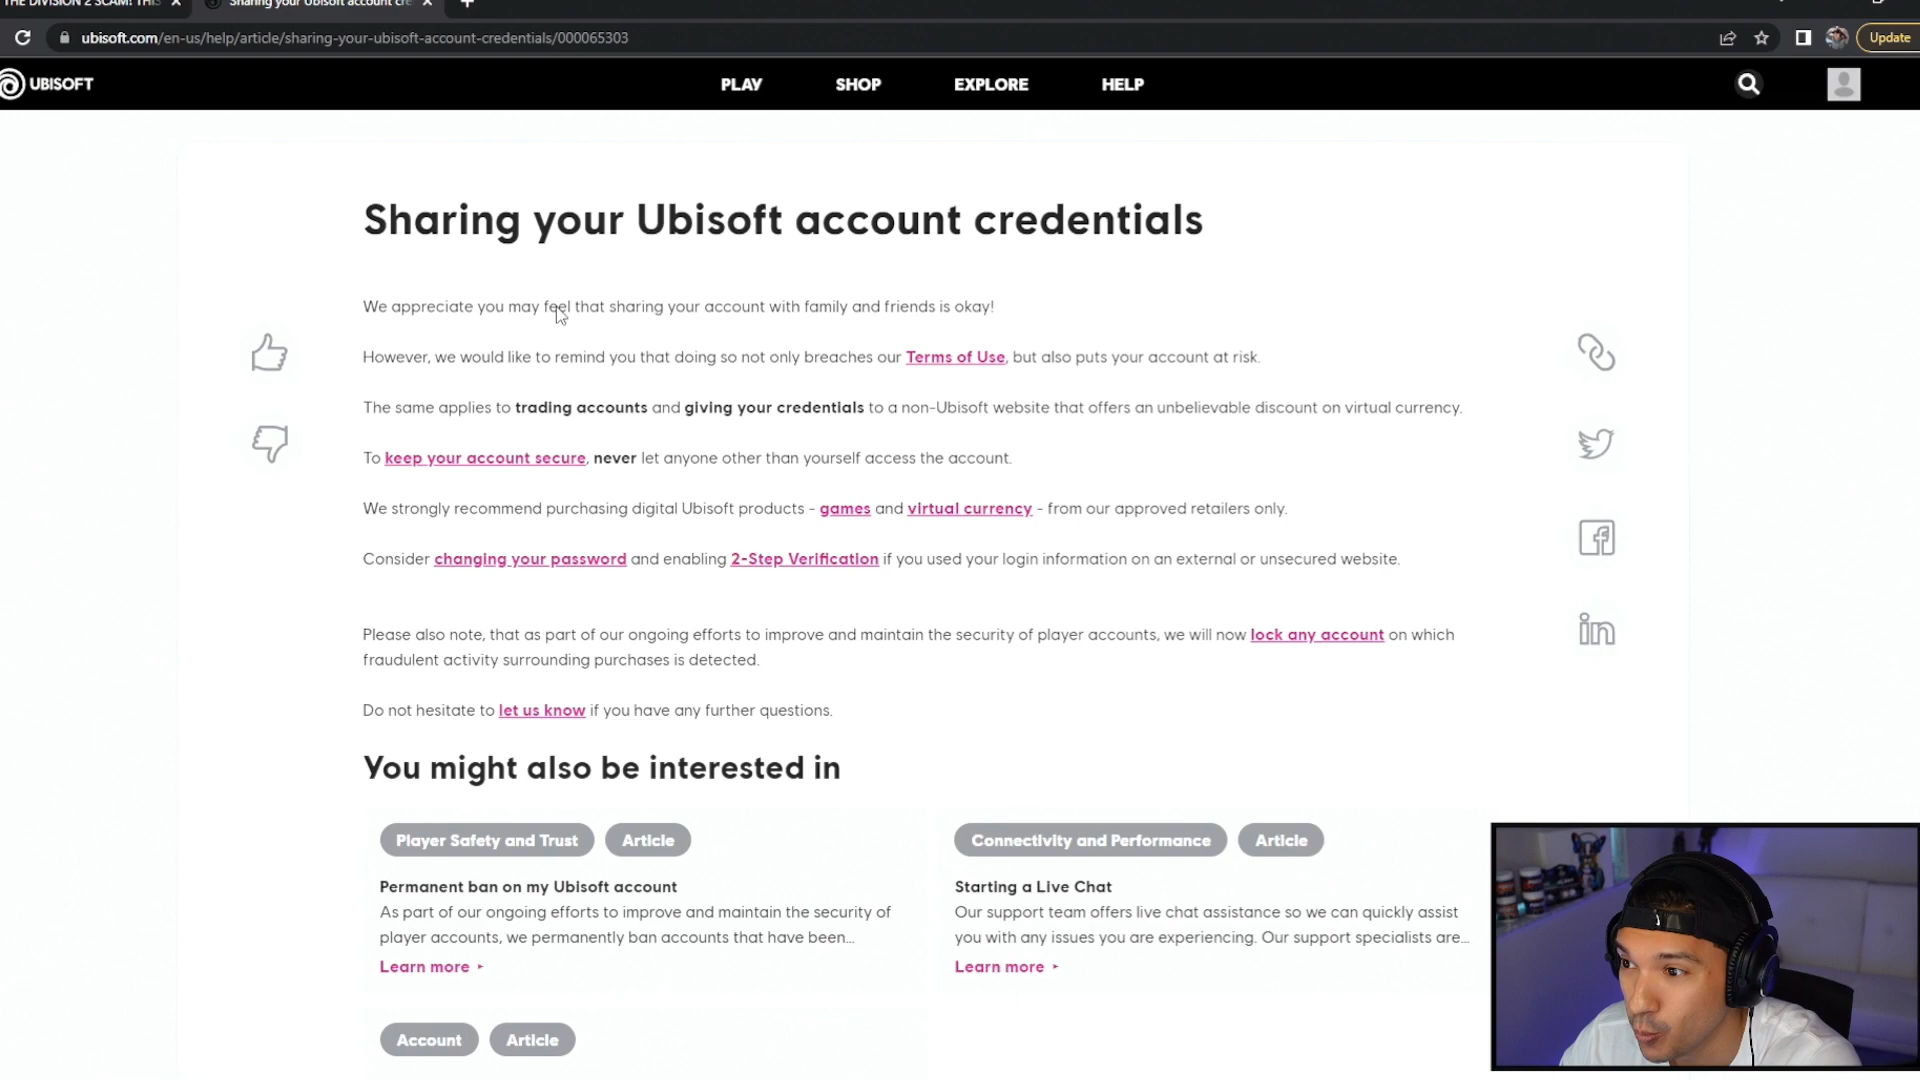 THE DIVISION 2 SCAM! THIS
Sharing your Ubisoft account cre
ubisoft.com/en-us/help/article/sharing-your-ubisoft-account-credentials/000065303
Update
UBISOFT
PLAY
SHOP
EXPLORE
HELP
Sharing your Ubisoft account credentials
We appreciate you may feel that sharing your account with family and friends is okay!
However, we would like to remind you that doing so not only breaches our Terms of Use, but also puts your account at risk.
The same applies to trading accounts and giving your credentials to a non-Ubisoft website that offers an unbelievable discount on virtual currency.
To keep your account secure, never let anyone other than yourself access the account.
We strongly recommend purchasing digital Ubisoft products - games and virtual currency - from our approved retailers only.
Consider changing your password and enabling 2-Step Verification if you used your login information on an external or unsecured website.
Please also note, that as part of our ongoing efforts to improve and maintain the security of player accounts, we will now lock any account on which
fraudulent activity surrounding purchases is detected.
Do not hesitate to let us know if you have any further questions.
You might also be interested in
Player Safety and Trust
Article
Permanent ban on my Ubisoft account
As part of our ongoing efforts to improve and maintain the security of
player accounts, we permanently ban accounts that have been...
Learn more
Connectivity and Performance
Article
Starting a Live Chat
Our support team offers live chat assistance so we can quickly assist
you with any issues you are experiencing. Our support specialists are...
Learn more
Account
Article